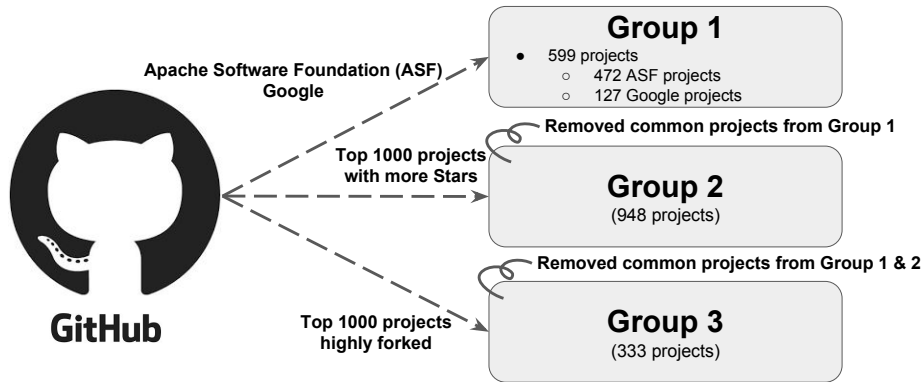 Group 1
● 599 projects
○ 472 ASF projects
○ 127 Google projects
Apache Software Foundation (ASF)
Google
Removed common projects from Group 1
Top 1000 projects
with more Stars
Group 2
(948 projects)
Removed common projects from Group 1 & 2
GitHub
Top 1000 projects
highly forked
Group 3
(333 projects)